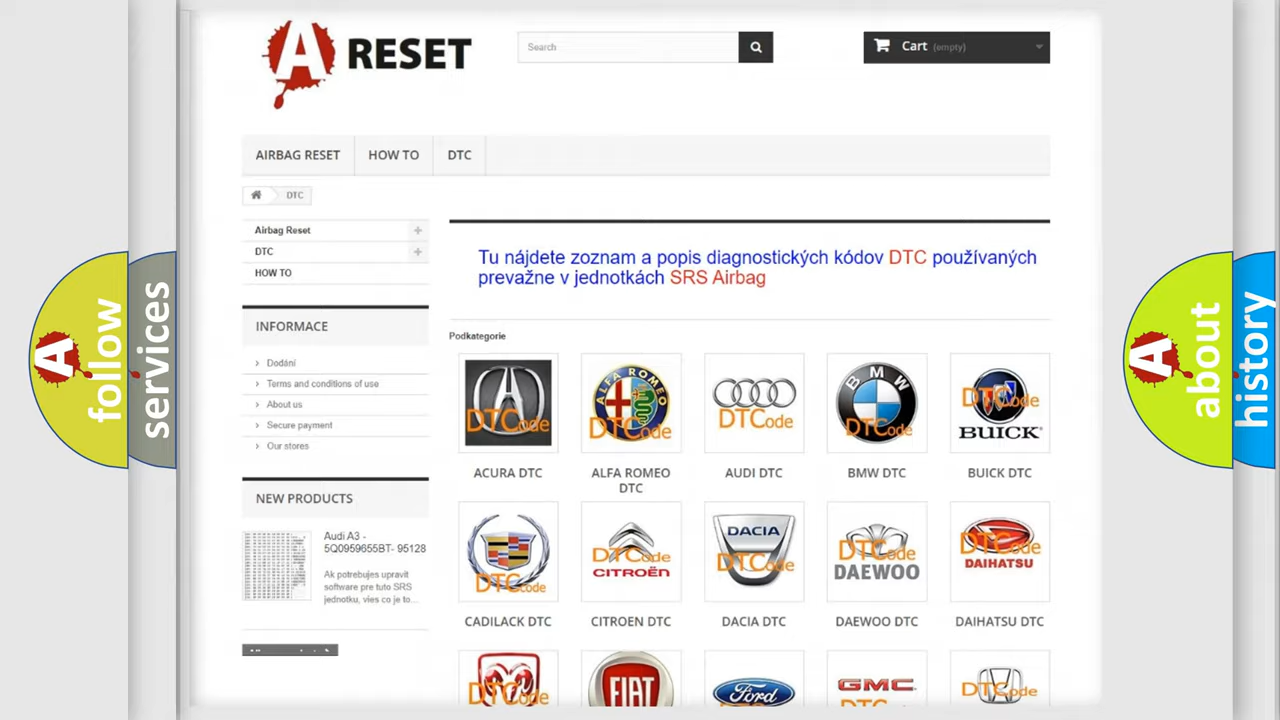 A RESET
Search
Cart (empty)
AIRBAG RESET
HOW TO
DTC
DTC
Airbag Reset
DTC
HOW TO
Tu nájdete zoznam a popis diagnostických kódov DTC používaných
prevažne v jednotkách SRS Airbag
INFORMACE
Dodání
Terms and conditions of use
About us
Secure payment
Our stores
NEW PRODUCTS
Audi A3 -
5Q0959655BT- 95128
Ak potrebujes upravit
software pre tuto SRS
jednotku, vies co je to...
Podkategorie
DTCode
ALFA ROMEO
DTCode
DTCode
BMW
DTCode
DTCode
BUICK
ACURA DTC
ALFA ROMEO
DTC
AUDI DTC
BMW DTC
BUICK DTC
DTCode
DTCode
CITROËN
DACIA
DTCode
DTCode
DAEWOO
DTCode
DAIHATSU
CADILACK DTC
CITROEN DTC
DACIA DTC
DAEWOO DTC
DAIHATSU DTC
DTCode
FIAT
Ford
GMC
DTCode
A follow
services
A about
history